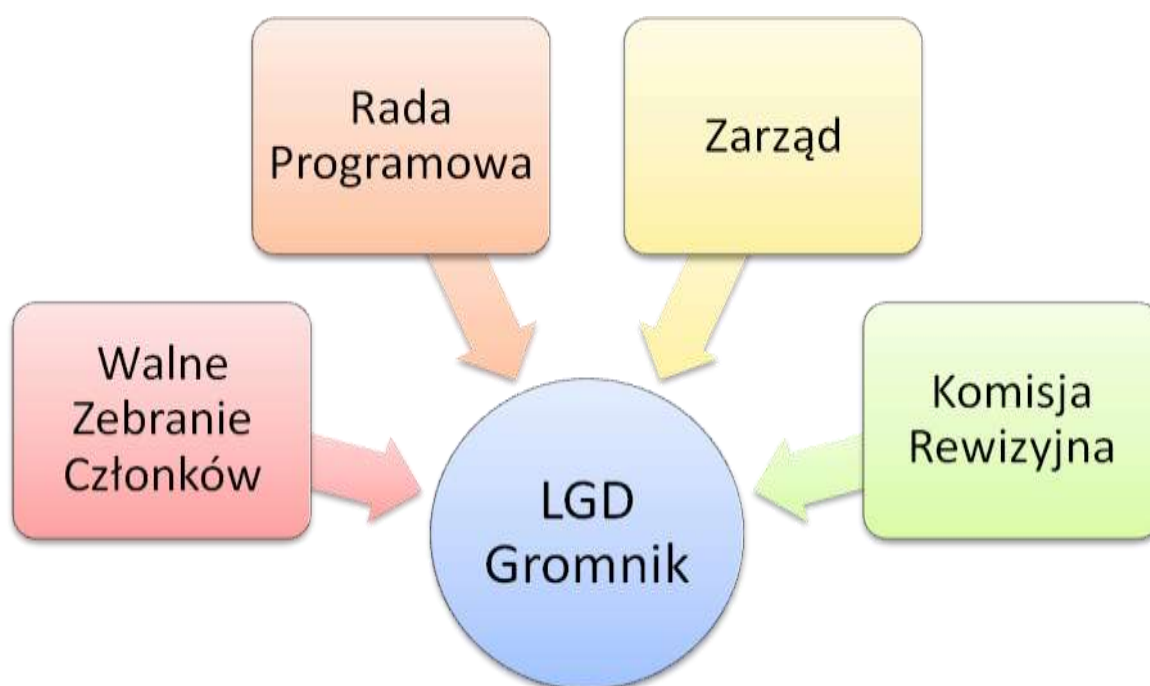 Rada
Programowa
Zarząd
Walne
Zebranie
Członków
Komisja
Rewizyjna
LGD
Gromnik